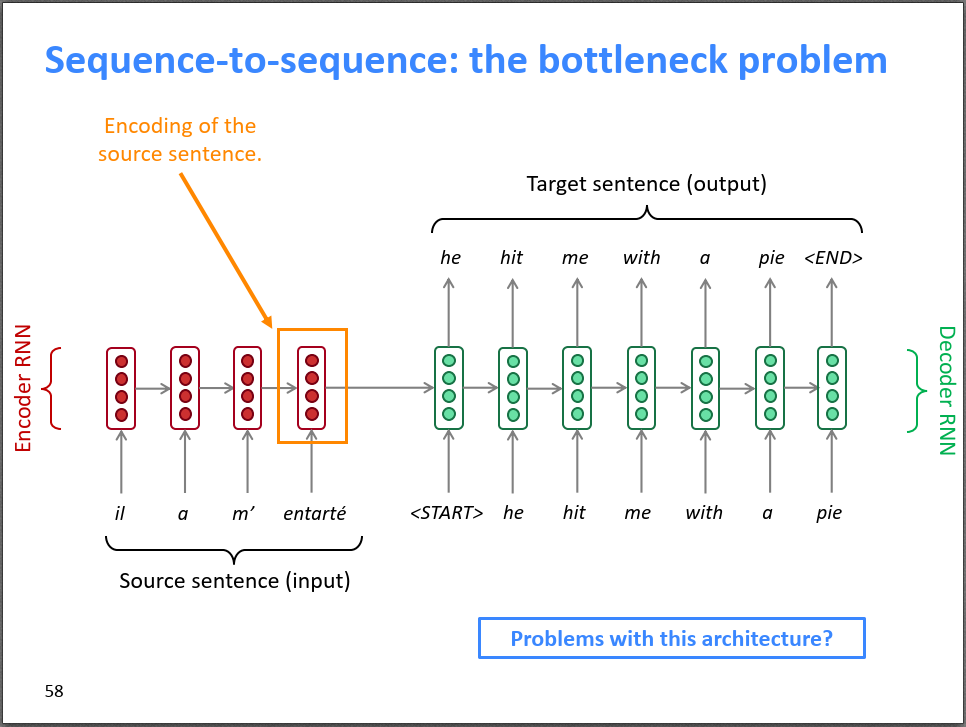 Sequence-to-sequence: the bottleneck problem
Encoding of the
source sentence.
Target sentence (output)
he hit me with a pie <END>
Encoder RNN
Decoder RNN
il a m’ entarté
<START> he hit me with a pie
Source sentence (input)
Problems with this architecture?
58